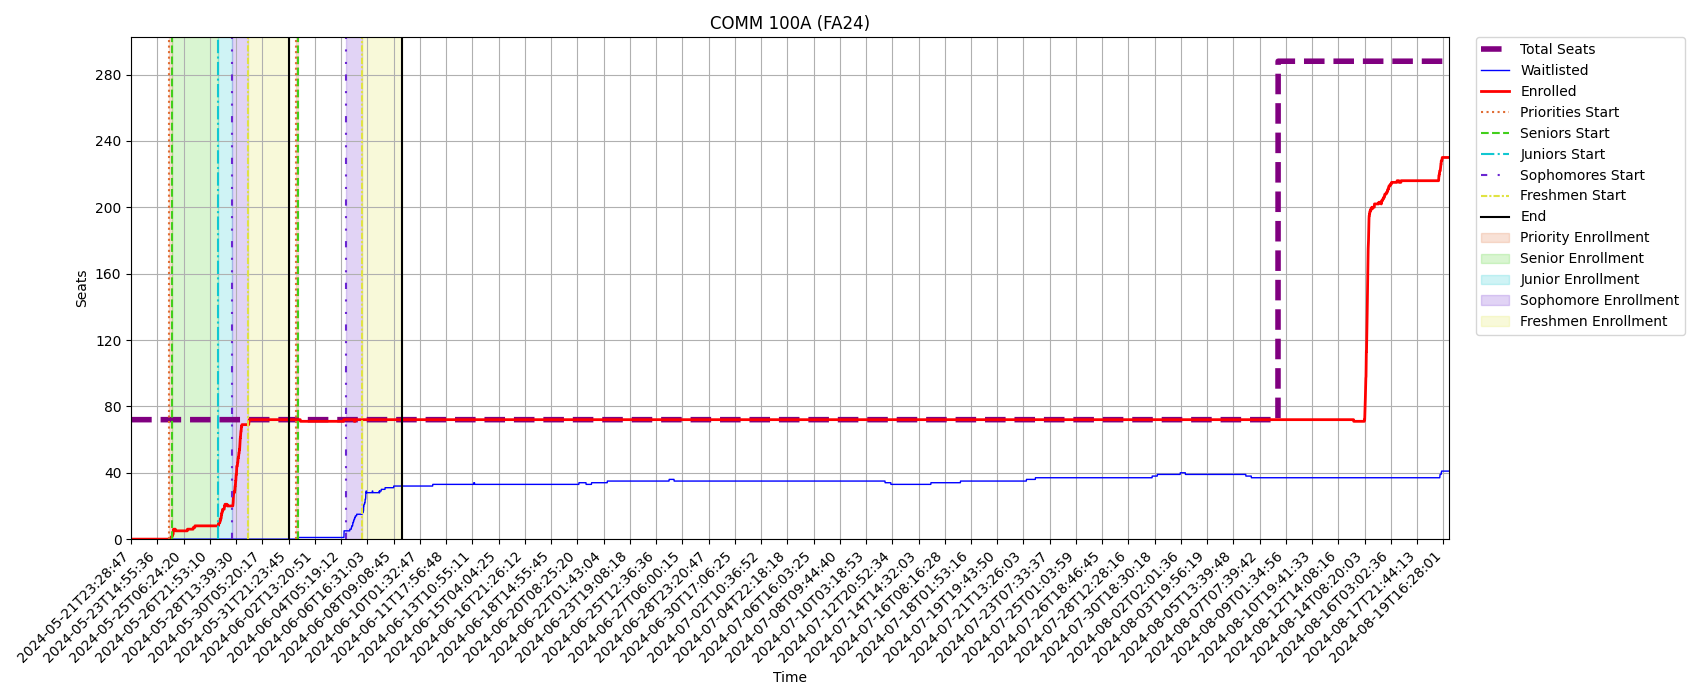 COMM 100A (FA24)
Seats
280
240
200
160
120
80
40
0
2024-05-21T23:28:47
2024-05-23T14:55:36
2024-05-25T06:24:20
2024-05-26T21:53:10
2024-05-28T13:39:30
2024-05-30T05:20:17
2024-05-31T21:23:45
2024-06-02T13:20:51
2024-06-04T05:19:12
2024-06-06T16:31:03
2024-06-08T09:08:45
2024-06-10T01:32:47
2024-06-11T17:56:48
2024-06-13T10:55:11
2024-06-15T04:04:25
2024-06-16T21:26:12
2024-06-18T14:55:45
2024-06-20T08:25:20
2024-06-22T01:43:04
2024-06-23T19:08:18
2024-06-25T12:36:36
2024-06-27T06:00:15
2024-06-28T23:20:47
2024-06-30T17:06:25
2024-07-02T10:36:52
2024-07-04T22:18:18
2024-07-06T16:03:25
2024-07-08T09:44:40
2024-07-10T03:18:53
2024-07-12T20:52:34
2024-07-14T14:32:03
2024-07-16T08:16:28
2024-07-18T01:53:16
2024-07-19T19:43:50
2024-07-21T13:26:03
2024-07-23T07:33:37
2024-07-25T01:03:59
2024-07-26T18:46:45
2024-07-28T12:28:16
2024-07-30T18:30:18
2024-08-02T02:01:36
2024-08-03T19:56:19
2024-08-05T13:39:48
2024-08-07T07:39:42
2024-08-09T01:34:56
2024-08-10T19:41:33
2024-08-12T14:08:16
2024-08-14T08:20:03
2024-08-16T03:02:36
2024-08-17T21:44:13
2024-08-19T16:28:01
Time
Total Seats
Waitlisted
Enrolled
Priorities Start
Seniors Start
Juniors Start
Sophomores Start
Freshmen Start
End
Priority Enrollment
Senior Enrollment
Junior Enrollment
Sophomore Enrollment
Freshmen Enrollment